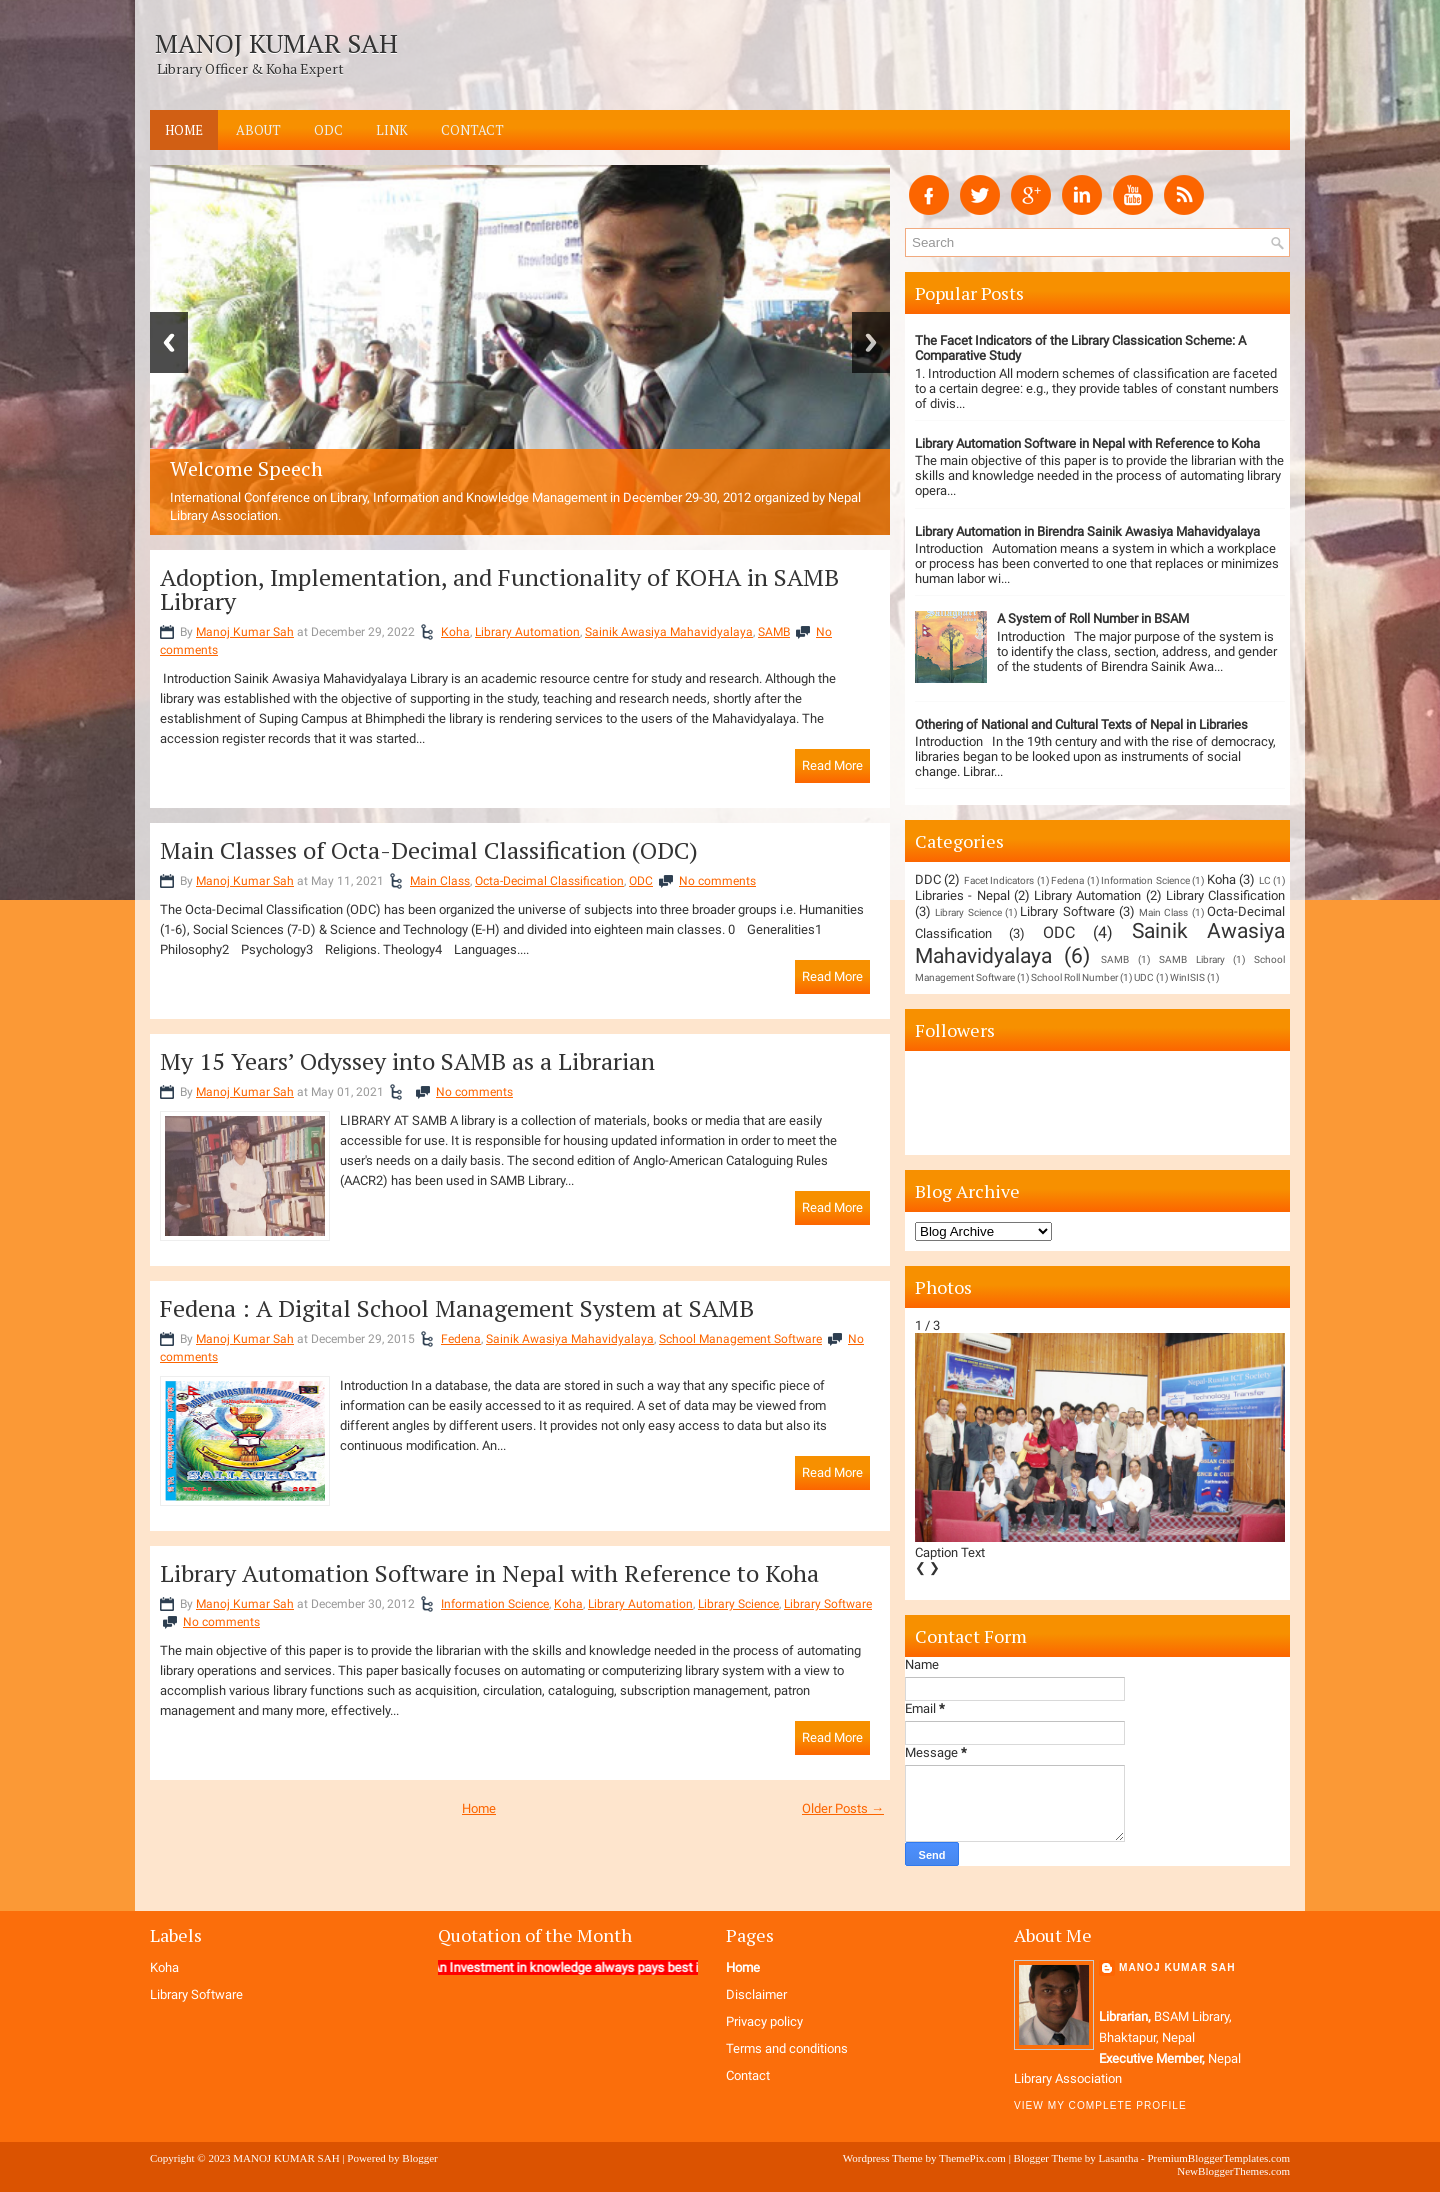 MANOJ KUMAR SAH
Library Officer & Koha Expert
HOME ABOUT ODC LINK CONTACT
International Conference
and
Knowledge Ma
Welcome Speech
International Conference on Library, Information and Knowledge Management in December 29-30, 2012 organized by Nepal
Library Association.
Adoption, Implementation, and Functionality of KOHA in SAMB
Library
By Manoj Kumar Sah at December 29, 2022 Koha, Library Automation, Sainik Awasiya Mahavidyalaya, SAMB No
comments
Introduction Sainik Awasiya Mahavidyalaya Library is an academic resource centre for study and research. Although the
library was established with the objective of supporting in the study, teaching and research needs, shortly after the
establishment of Suping Campus at Bhimphedi the library is rendering services to the users of the Mahavidyalaya. The
accession register records that it was started...
Read More
Main Classes of Octa-Decimal Classification (ODC)
By Manoj Kumar Sah at May 11, 2021 Main Class, Octa-Decimal Classification, ODC No comments
The Octa-Decimal Classification (ODC) has been organized the universe of subjects into three broader groups i.e. Humanities
(1-6), Social Sciences (7-D) & Science and Technology (E-H) and divided into eighteen main classes. 0 Generalities1
Philosophy2 Psychology3 Religions. Theology4 Languages....
Read More
My 15 Years’ Odyssey into SAMB as a Librarian
By Manoj Kumar Sah at May 01, 2021 No comments
LIBRARY AT SAMB A library is a collection of materials, books or media that are easily
accessible for use. It is responsible for housing updated information in order to meet the
user's needs on a daily basis. The second edition of Anglo-American Cataloguing Rules
(AACR2) has been used in SAMB Library...
Read More
Fedena : A Digital School Management System at SAMB
By Manoj Kumar Sah at December 29, 2015 Fedena, Sainik Awasiya Mahavidyalaya, School Management Software No
comments
SAINIK AWASIYA MAHAVIDYALAYA
SALLAGHARI
2072
Introduction In a database, the data are stored in such a way that any specific piece of
information can be easily accessed to it as required. A set of data may be viewed from
different angles by different users. It provides not only easy access to data but also its
continuous modification. An...
Read More
Library Automation Software in Nepal with Reference to Koha
By Manoj Kumar Sah at December 30, 2012 Information Science, Koha, Library Automation, Library Science, Library Software
No comments
The main objective of this paper is to provide the librarian with the skills and knowledge needed in the process of automating
library operations and services. This paper basically focuses on automating or computerizing library system with a view to
accomplish various library functions such as acquisition, circulation, cataloguing, subscription management, patron
management and many more, effectively...
Read More
Home Older Posts →
You Tube
Search
Popular Posts
The Facet Indicators of the Library Classication Scheme: A
Comparative Study
1. Introduction All modern schemes of classification are faceted
to a certain degree: e.g., they provide tables of constant numbers
of divis...
Library Automation Software in Nepal with Reference to Koha
The main objective of this paper is to provide the librarian with the
skills and knowledge needed in the process of automating library
opera...
Library Automation in Birendra Sainik Awasiya Mahavidyalaya
Introduction Automation means a system in which a workplace
or process has been converted to one that replaces or minimizes
human labor wi...
A System of Roll Number in BSAM
Introduction The major purpose of the system is
to identify the class, section, address, and gender
of the students of Birendra Sainik Awa...
Othering of National and Cultural Texts of Nepal in Libraries
Introduction In the 19th century and with the rise of democracy,
libraries began to be looked upon as instruments of social
change. Librar...
Categories
DDC (2) Facet Indicators (1) Fedena (1) Information Science (1) Koha (3) LC (1)
Libraries - Nepal (2) Library Automation (2) Library Classification
(3) Library Science (1) Library Software (3) Main Class (1) Octa-Decimal
Classification (3) ODC (4) Sainik Awasiya
Mahavidyalaya (6) SAMB (1) SAMB Library (1) School
Management Software (1) School Roll Number (1) UDC (1) WinISIS (1)
Followers
Blog Archive
Blog Archive
Photos
1 / 3
Nepal-Russia ICT Society
Technology Transfer
Caption Text
❮ ❯
Contact Form
Name
Email *
Message *
Send
Labels
Koha
Library Software
Quotation of the Month
An Investment in knowledge always pays best i
Pages
Home
Disclaimer
Privacy policy
Terms and conditions
Contact
About Me
MANOJ KUMAR SAH
Librarian, BSAM Library,
Bhaktapur, Nepal
Executive Member, Nepal
Library Association
VIEW MY COMPLETE PROFILE
Copyright © 2023 MANOJ KUMAR SAH | Powered by Blogger
Wordpress Theme by ThemePix.com | Blogger Theme by Lasantha - PremiumBloggerTemplates.com
NewBloggerThemes.com